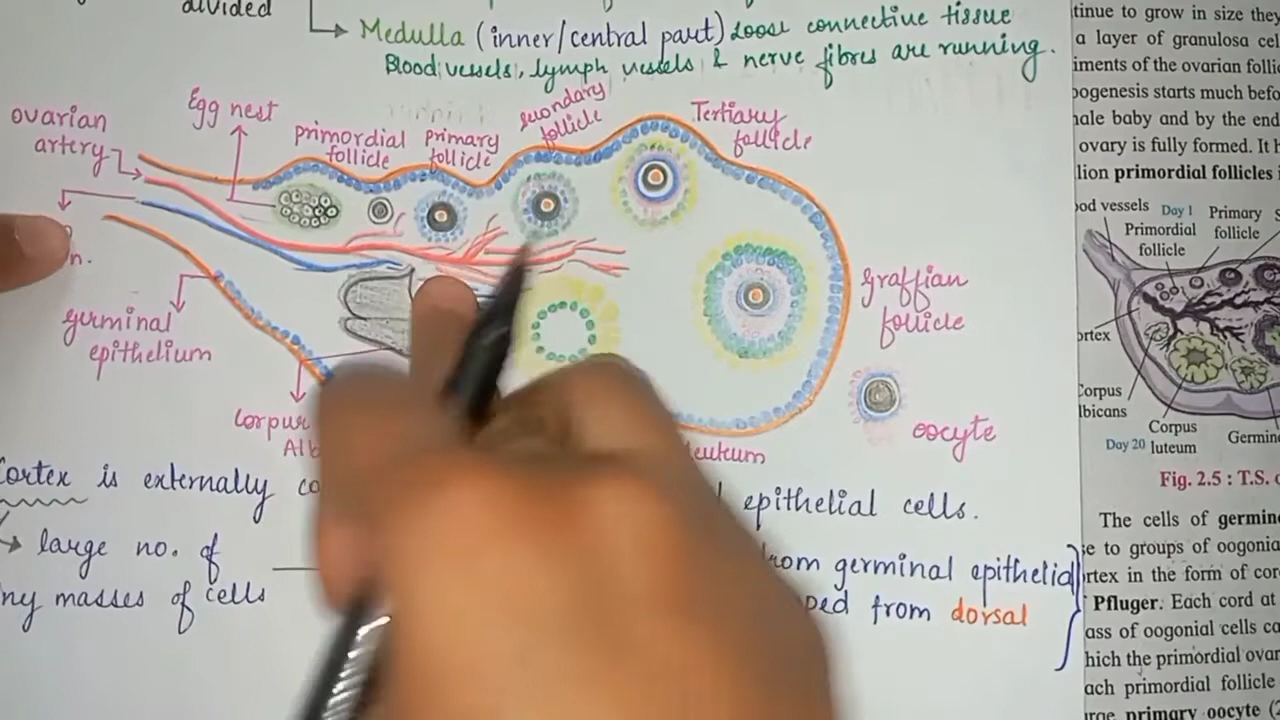 divided
Medulla (inner/central part) Loose connective tissue
Blood vessels, lymph vessels & nerve fibres are running.
ovarian
artery
Egg nest
primordial
follicle
primary
follicle
secondary
follicle
Tertiary
follicle
n.
germinal
epithelium
Graffian
follicle
oocyte
Corpu
Alb
Cortex is externally co
epithelial cells.
large no. of
ny masses of cells
rom germinal epithelia
ped from dorsal
tinue to grow in size they
a layer of granulosa cel
iments of the ovarian follic
ogenesis starts much befo
ale baby and by the end
ovary is fully formed. It h
lion primordial follicles i
od vessels
Day 1
Primary
follicle
Primordial
follicle
ortex
Corpus
lbicans
Corpus
luteum
Day 20
Germin
Fig. 2.5 : T.S. o
The cells of germin
e to groups of oogonia
rtex in the form of cor
Pfluger. Each cord at
ass of oogonial cells ca
hich the primordial ovar
ach primordial follicle
arge primary oocyte (2